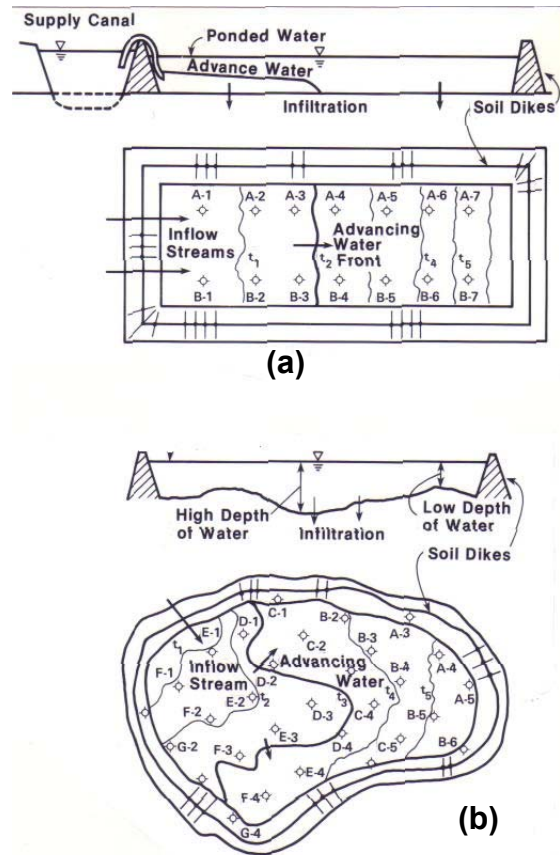 Supply Canal
Ponded Water
Advance Water
Infiltration
Soil Dikes
A-1 A-2 A-3 A-4 A-5 A-6 A-7
Inflow
Streams
Advancing
Water
Front
t1 t2 t4 t5
B-1 B-2 B-3 B-4 B-5 B-6 B-7
(a)
High Depth
of Water
Infiltration
Low Depth
of Water
Soil Dikes
C-1
D-1 B-2 A-3
E-1 C-2 B-3
t1
Inflow
Stream
Advancing
Water
A-4
F-1 D-2 B-4 A-5
E-2 t2 t3 t4 t5
F-2 D-3 C-4 B-5
G-2 E-3 D-4 B-6
F-3 E-4 C-5
F-4
G-4
(b)